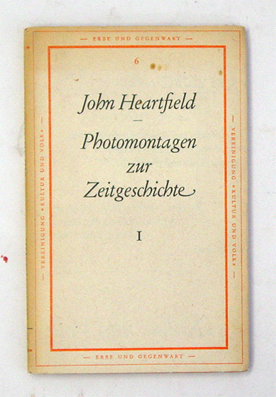 — ERBE UND GEGENWART —
6
John Heartfield
—
Photomontagen
zur
Zeitgeschichte
I
— VEREINIGUNG «KULTUR UND VOLK» —
— VEREINIGUNG «KULTUR UND VOLK» —
— ERBE UND GEGENWART —